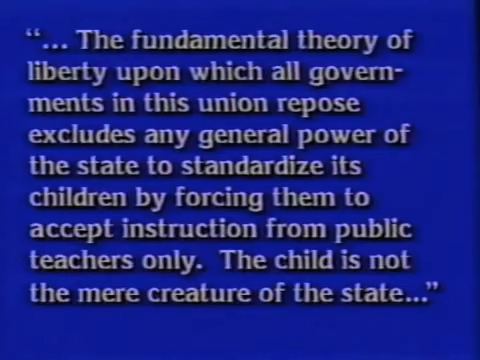 “... The fundamental theory of
liberty upon which all govern-
ments in this union repose
excludes any general power of
the state to standardize its
children by forcing them to
accept instruction from public
teachers only.  The child is not
the mere creature of the state...”